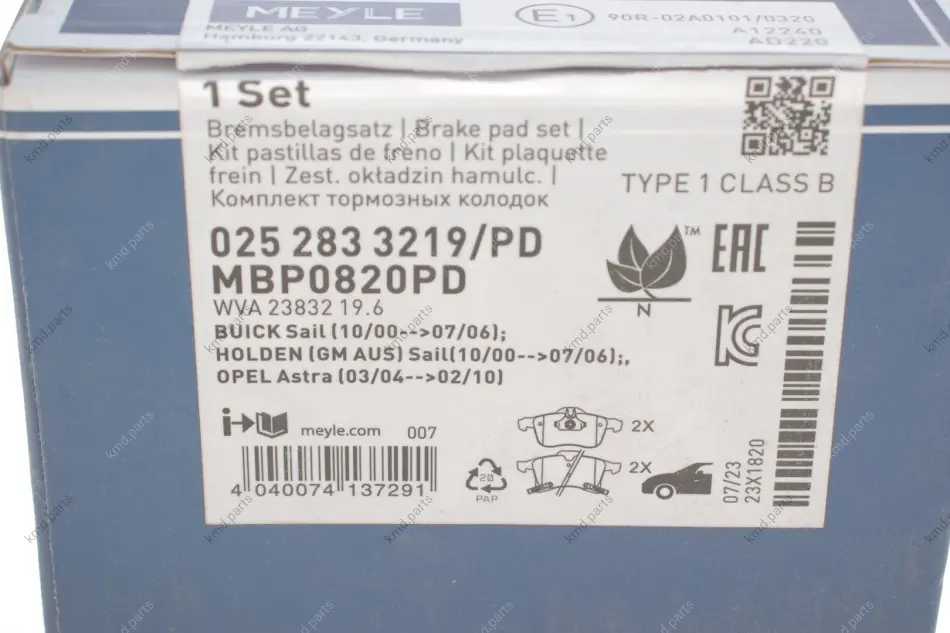 MEYLE
MEYLE AG
Hamburg 22143, Germany
E1
90R-02A0101/0320
A12240
AD220
1 Set
Bremsbelagsatz | Brake pad set |
Kit pastillas de freno | Kit plaquette
frein | Zest. okładzin hamulc. |
Комплект тормозных колодок
TYPE 1 CLASS B
025 283 3219/PD
MBP0820PD
WVA 23832 19.6
BUICK Sail (10/00-->07/06);
HOLDEN (GM AUS) Sail(10/00-->07/06);,
OPEL Astra (03/04-->02/10)
TM
N
EAC
KC
i
meyle.com 007
4 040074 137291
20
PAP
2X
2X
07/23
23X1820
kmd.parts